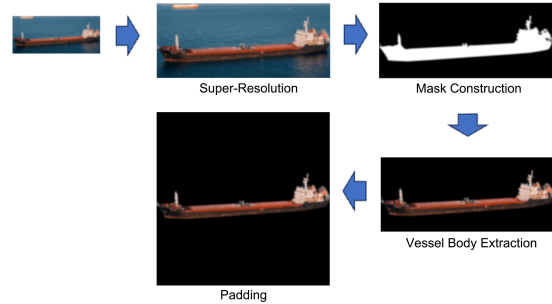 Super-Resolution
Mask Construction
Vessel Body Extraction
Padding